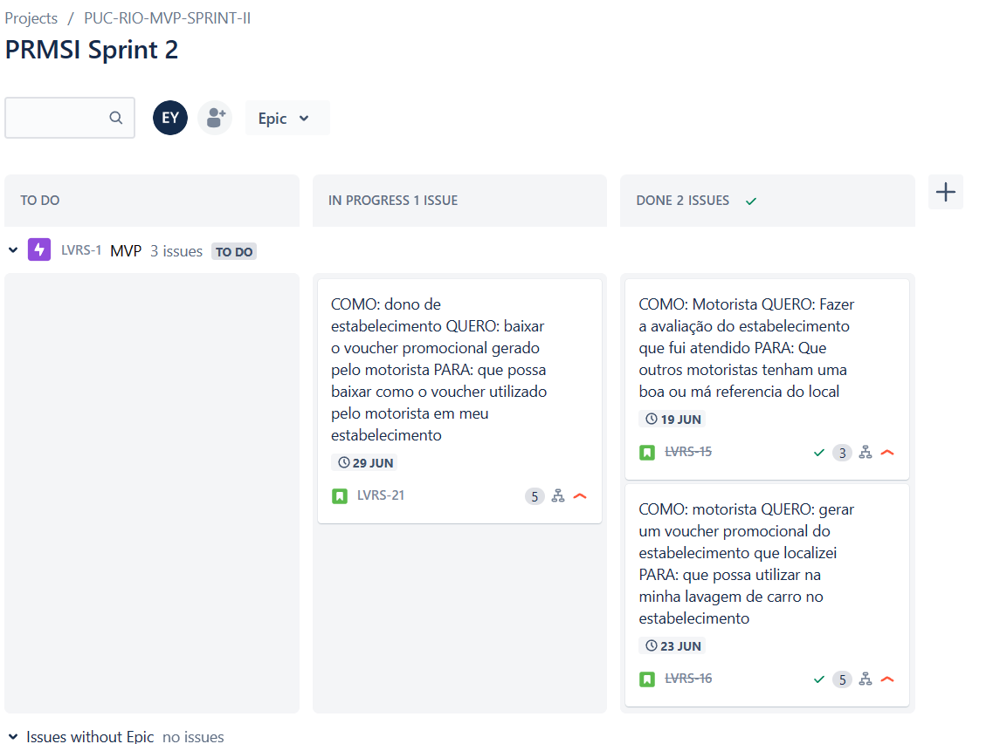 Projects / PUC-RIO-MVP-SPRINT-II
PRMSI Sprint 2
EY
Epic
TO DO
IN PROGRESS 1 ISSUE
DONE 2 ISSUES
LVRS-1 MVP 3 issues TO DO
COMO: dono de
estabelecimento QUERO: baixar
o voucher promocional gerado
pelo motorista PARA: que possa
baixar como o voucher utilizado
pelo motorista em meu
estabelecimento
29 JUN
LVRS-21 5
COMO: Motorista QUERO: Fazer
a avaliação do estabelecimento
que fui atendido PARA: Que
outros motoristas tenham uma
boa ou má referencia do local
19 JUN
LVRS-15 3
COMO: motorista QUERO: gerar
um voucher promocional do
estabelecimento que localizei
PARA: que possa utilizar na
minha lavagem de carro no
estabelecimento
23 JUN
LVRS-16 5
Issues without Epic no issues